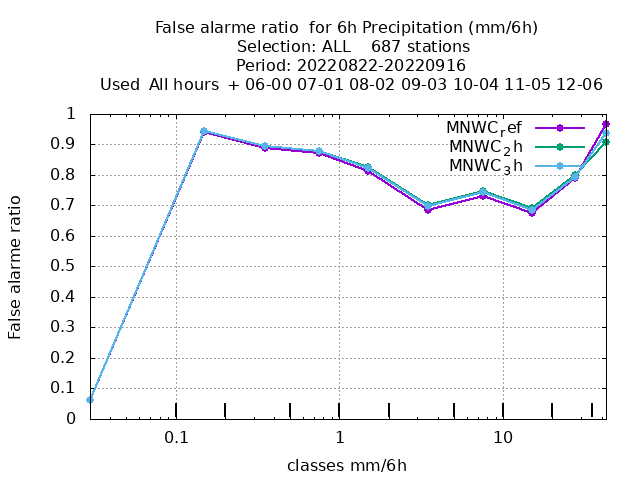 False alarme ratio  for 6h Precipitation (mm/6h)
Selection: ALL    687 stations
Period: 20220822-20220916
Used  All hours  + 06-00 07-01 08-02 09-03 10-04 11-05 12-06
MNWCref
MNWC2h
MNWC3h
1
0.9
0.8
0.7
0.6
0.5
0.4
0.3
0.2
0.1
0
False alarme ratio
0.1 1 10
classes mm/6h